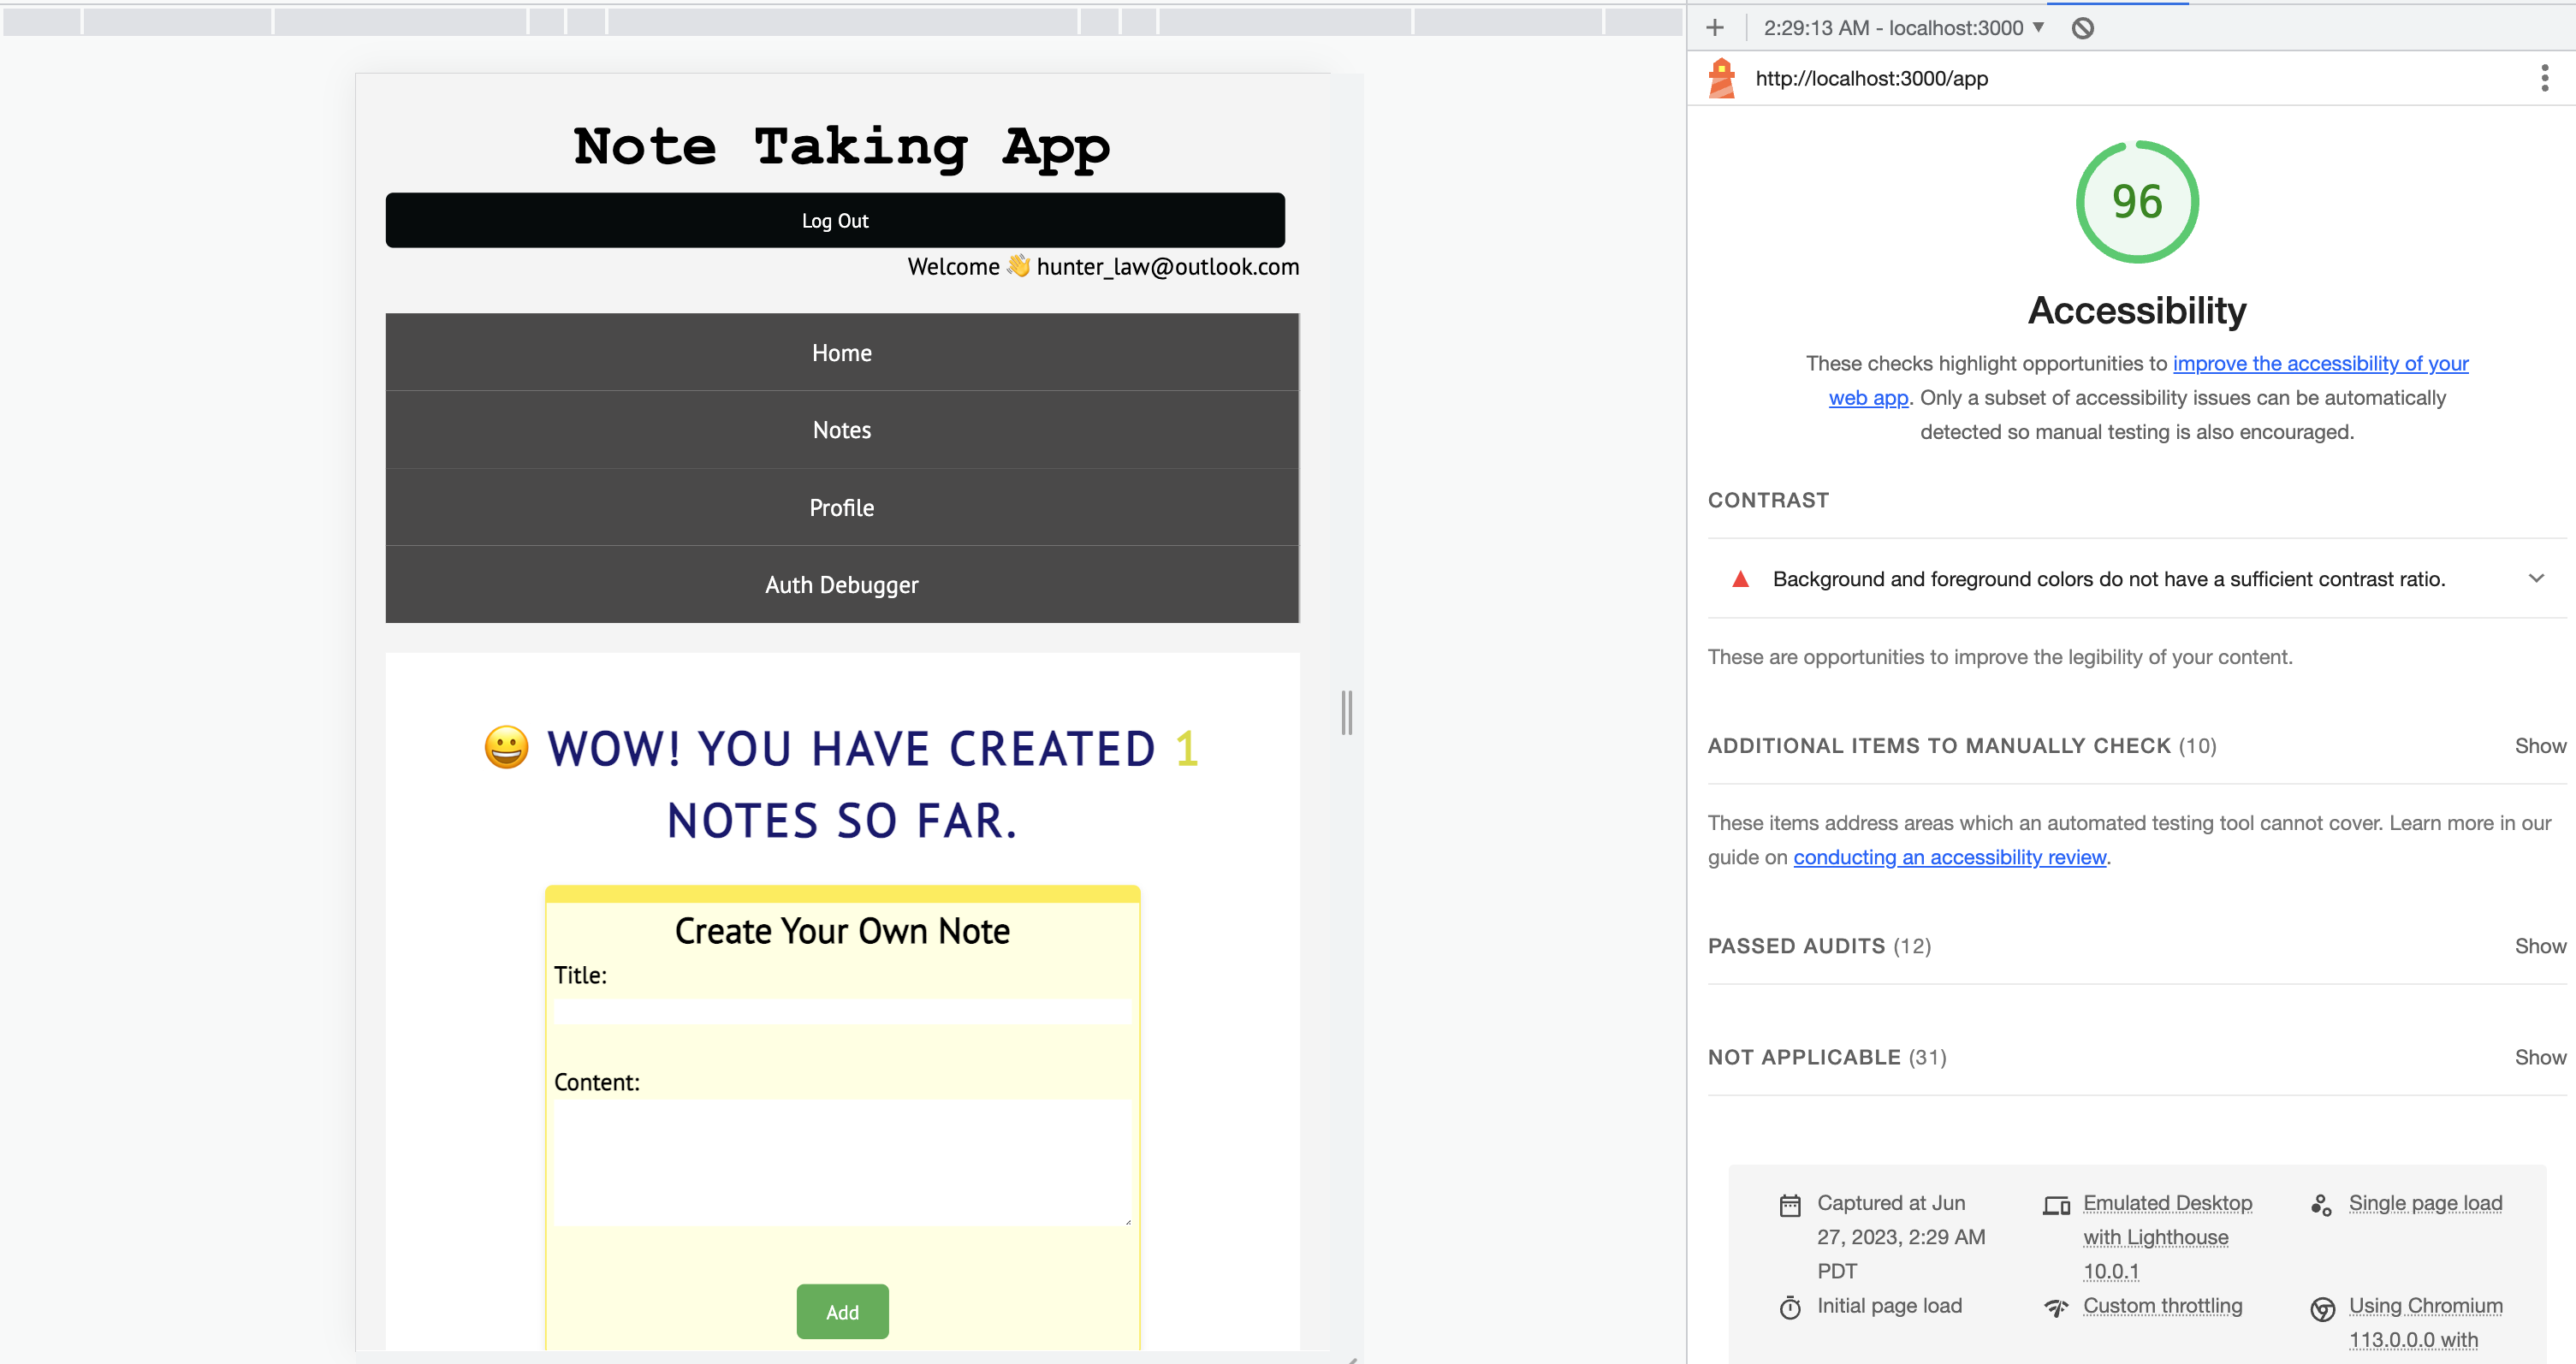 Note Taking App
Log Out
Welcome 👋 hunter_law@outlook.com
Home
Notes
Profile
Auth Debugger
😀 WOW! YOU HAVE CREATED 1
NOTES SO FAR.
Create Your Own Note
Title:
Content:
Add
2:29:13 AM - localhost:3000
http://localhost:3000/app
96
Accessibility
These checks highlight opportunities to improve the accessibility of your
web app. Only a subset of accessibility issues can be automatically
detected so manual testing is also encouraged.
CONTRAST
Background and foreground colors do not have a sufficient contrast ratio.
These are opportunities to improve the legibility of your content.
ADDITIONAL ITEMS TO MANUALLY CHECK (10) Show
These items address areas which an automated testing tool cannot cover. Learn more in our
guide on conducting an accessibility review.
PASSED AUDITS (12) Show
NOT APPLICABLE (31) Show
Captured at Jun
27, 2023, 2:29 AM
PDT
Emulated Desktop
with Lighthouse
10.0.1
Single page load
Initial page load
Custom throttling
Using Chromium
113.0.0.0 with